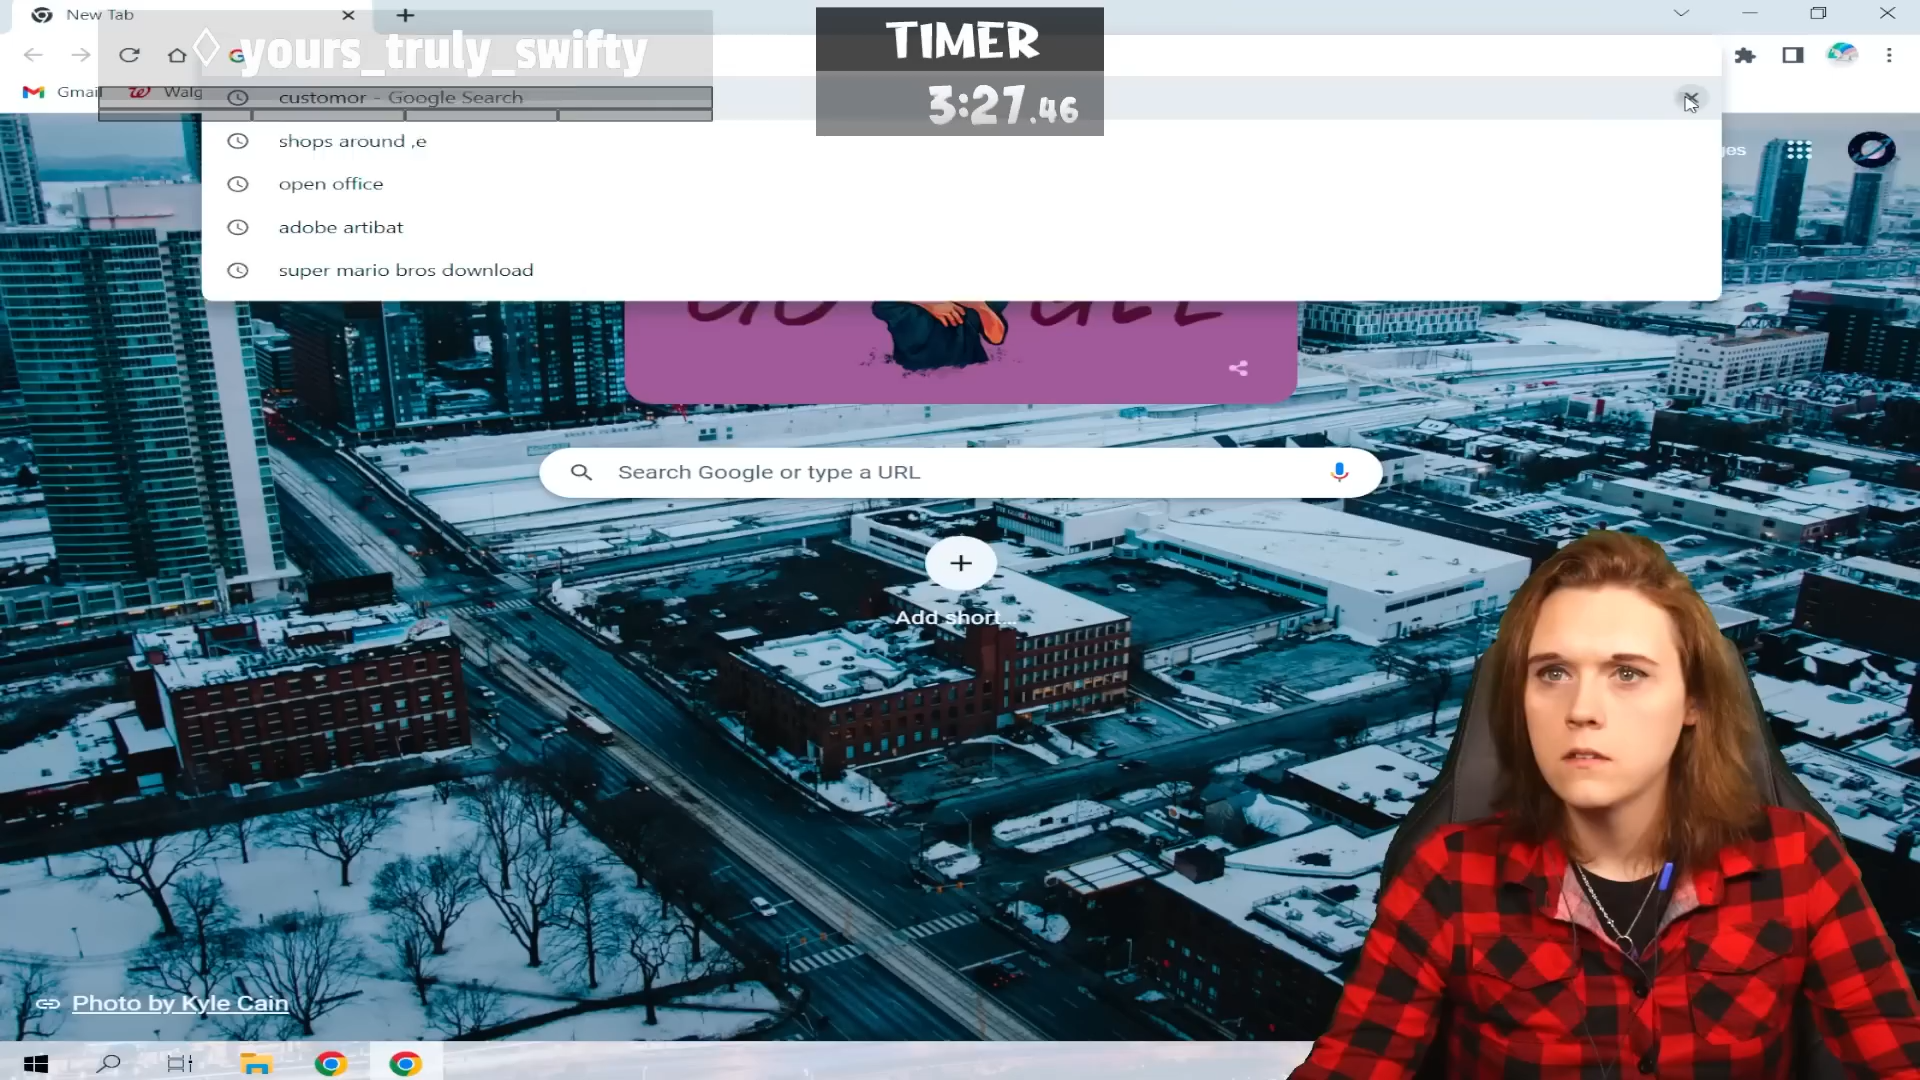 New Tab
yours_truly_swifty
TIMER
3:27.46
Gmail
Walg
customor - Google Search
shops around ,e
open office
adobe artibat
super mario bros download
Search Google or type a URL
Add short...
Photo by Kyle Cain